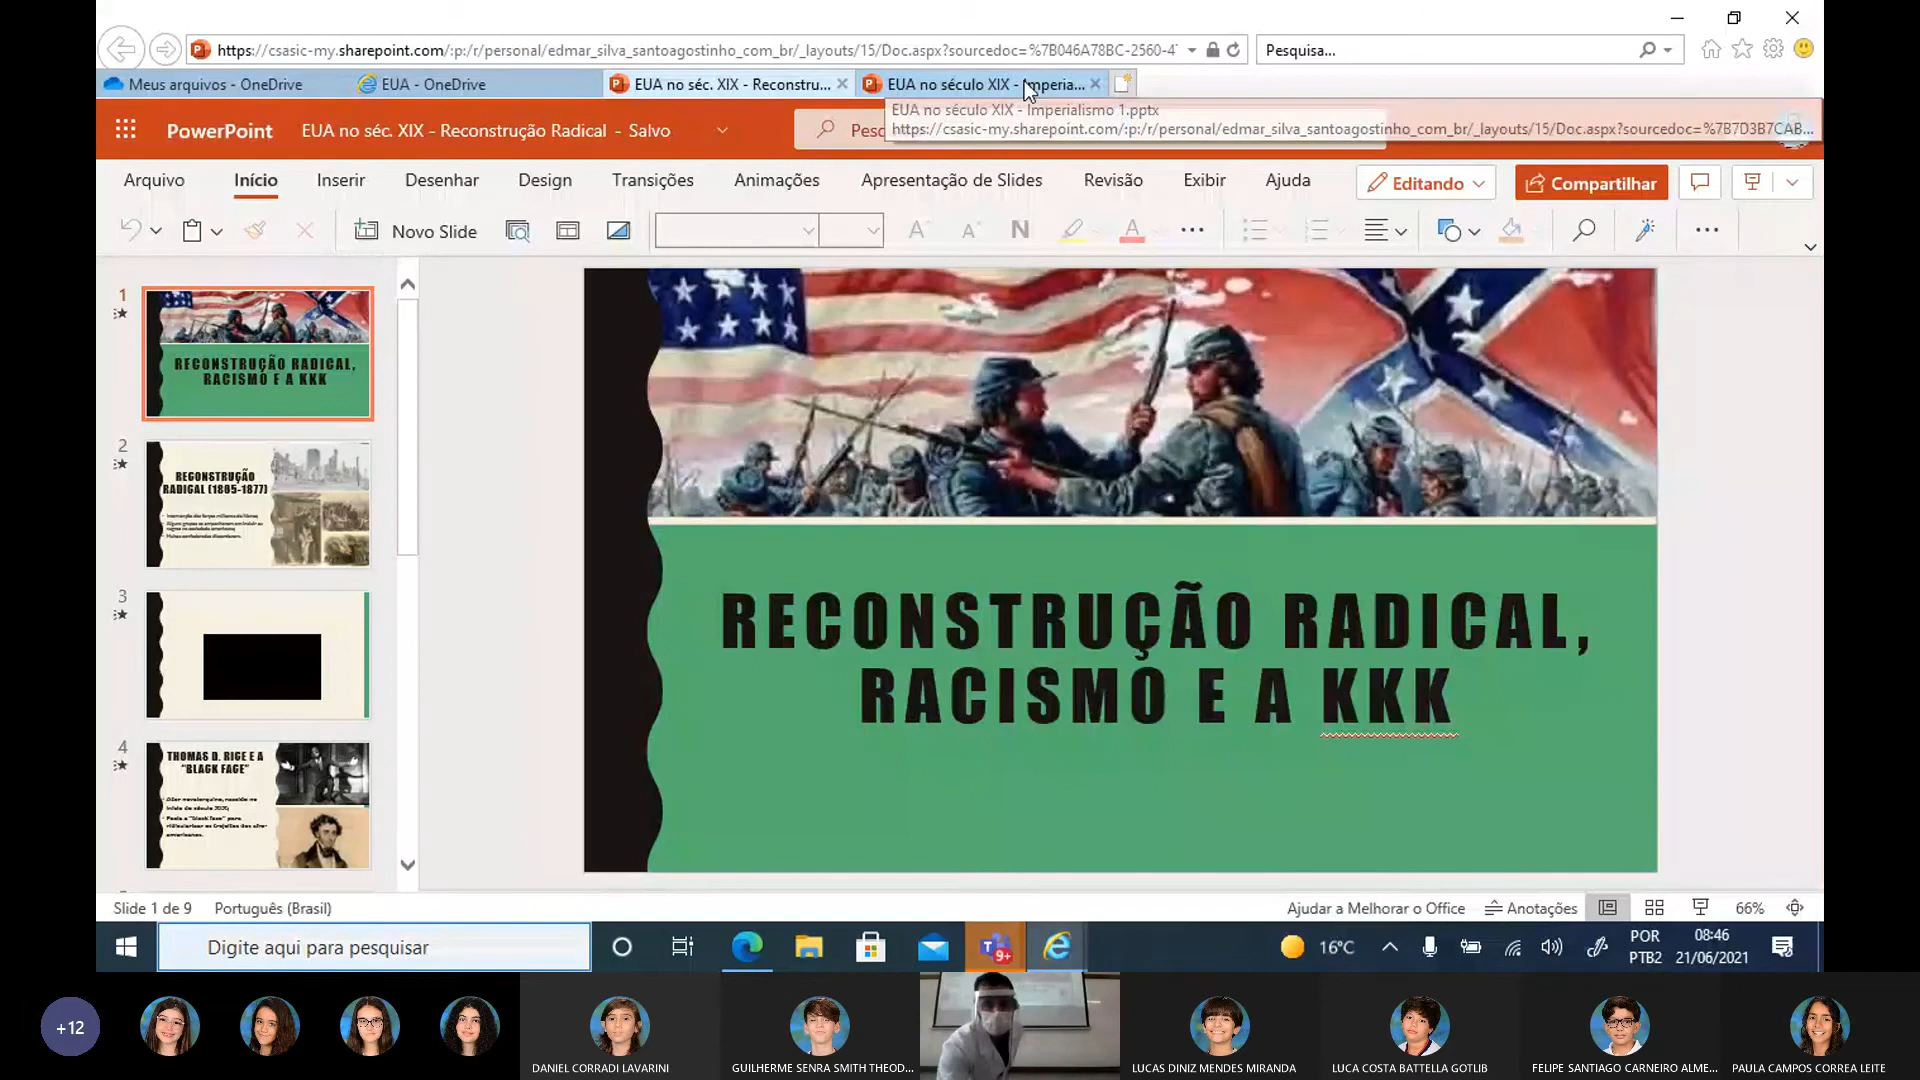 https://csasic-my.sharepoint.com/:p:/r/personal/edmar_silva_santoagostinho_com_br/_layouts/15/Doc.aspx?sourcedoc=%7B046A78BC-2560-4
Pesquisa...
Meus arquivos - OneDrive
EUA - OneDrive
EUA no séc. XIX - Reconstru...
EUA no século XIX - Imperia...
EUA no século XIX - Imperialismo 1.pptx
https://csasic-my.sharepoint.com/:p:/r/personal/edmar_silva_santoagostinho_com_br/_layouts/15/Doc.aspx?sourcedoc=%7B7D3B7CAB...
PowerPoint
EUA no séc. XIX - Reconstrução Radical - Salvo
Pesc
Arquivo
Início
Inserir
Desenhar
Design
Transições
Animações
Apresentação de Slides
Revisão
Exibir
Ajuda
Editando
Compartilhar
Novo Slide
A
A
N
A
1
RECONSTRUÇÃO RADICAL,
RACISMO E A KKK
2
RECONSTRUÇÃO
RADICAL (1865-1877)
3
4
THOMAS D. RICE E A
"BLACK FACE"
RECONSTRUÇÃO RADICAL,
RACISMO E A KKK
Slide 1 de 9
Português (Brasil)
Ajudar a Melhorar o Office
Anotações
66%
Digite aqui para pesquisar
9+
16°C
POR
PTB2
08:46
21/06/2021
+12
DANIEL CORRADI LAVARINI
GUILHERME SENRA SMITH THEOD...
LUCAS DINIZ MENDES MIRANDA
LUCA COSTA BATTELLA GOTLIB
FELIPE SANTIAGO CARNEIRO ALME...
PAULA CAMPOS CORREA LEITE